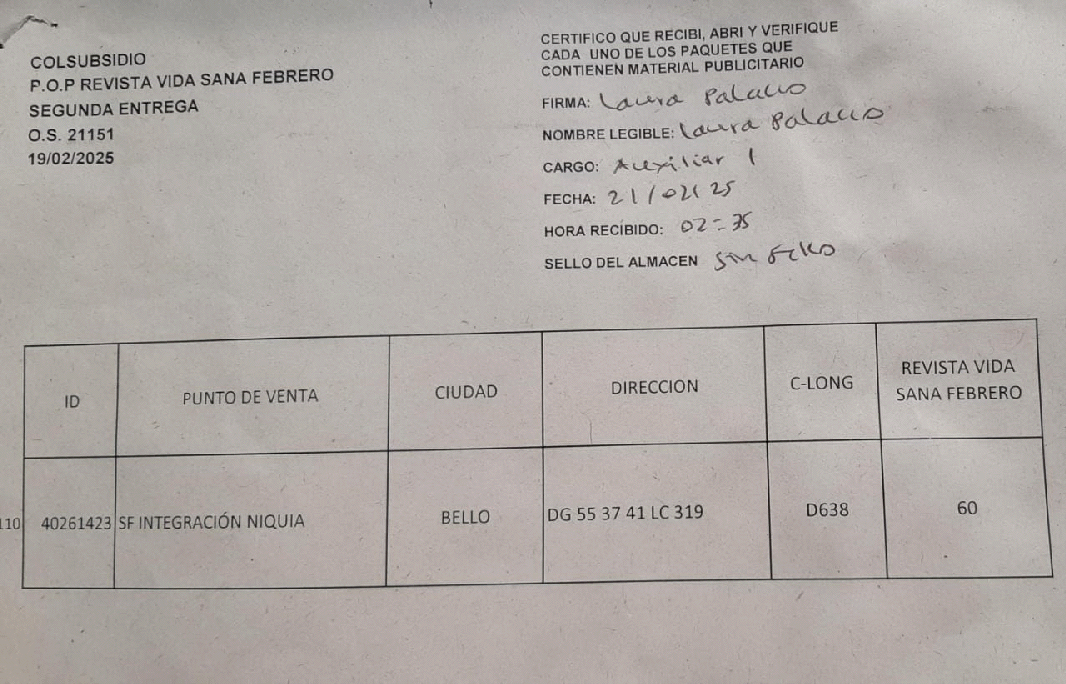 COLSUBSIDIO
P.O.P REVISTA VIDA SANA FEBRERO
SEGUNDA ENTREGA
O.S. 21151
19/02/2025
CERTIFICO QUE RECIBI, ABRI Y VERIFIQUE
CADA UNO DE LOS PAQUETES QUE
CONTIENEN MATERIAL PUBLICITARIO
FIRMA: Laura Palacio
NOMBRE LEGIBLE: Laura Palacio
CARGO: Auxiliar 1
FECHA: 21/02/25
HORA RECIBIDO: 02:35
SELLO DEL ALMACEN Sin sello
ID PUNTO DE VENTA CIUDAD DIRECCION C-LONG REVISTA VIDA
SANA FEBRERO
110 40261423 SF INTEGRACIÓN NIQUIA BELLO DG 55 37 41 LC 319 D638 60